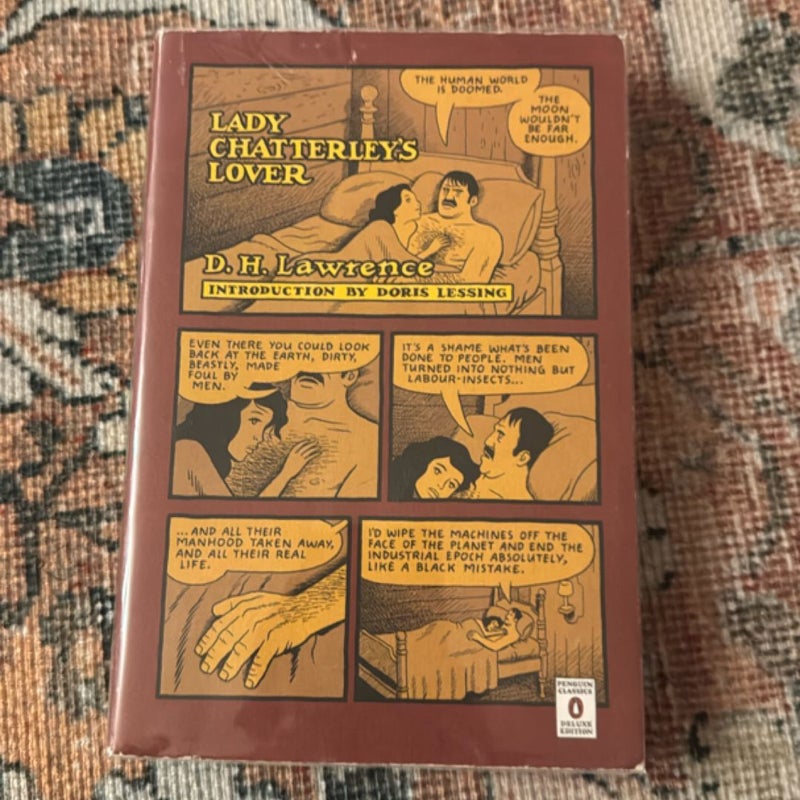 THE HUMAN WORLD
IS DOOMED.
THE
MOON
WOULDN'T
BE FAR
ENOUGH.
LADY
CHATTERLEY'S
LOVER
D. H. Lawrence
INTRODUCTION BY DORIS LESSING
EVEN THERE YOU COULD LOOK
BACK AT THE EARTH, DIRTY,
BEASTLY, MADE
FOUL BY
MEN.
IT'S A SHAME WHAT'S BEEN
DONE TO PEOPLE. MEN
TURNED INTO NOTHING BUT
LABOUR-INSECTS...
...AND ALL THEIR
MANHOOD TAKEN AWAY,
AND ALL THEIR REAL
LIFE.
I'D WIPE THE MACHINES OFF THE
FACE OF THE PLANET AND END THE
INDUSTRIAL EPOCH ABSOLUTELY,
LIKE A BLACK MISTAKE.
PENGUIN
CLASSICS
DELUXE
EDITION